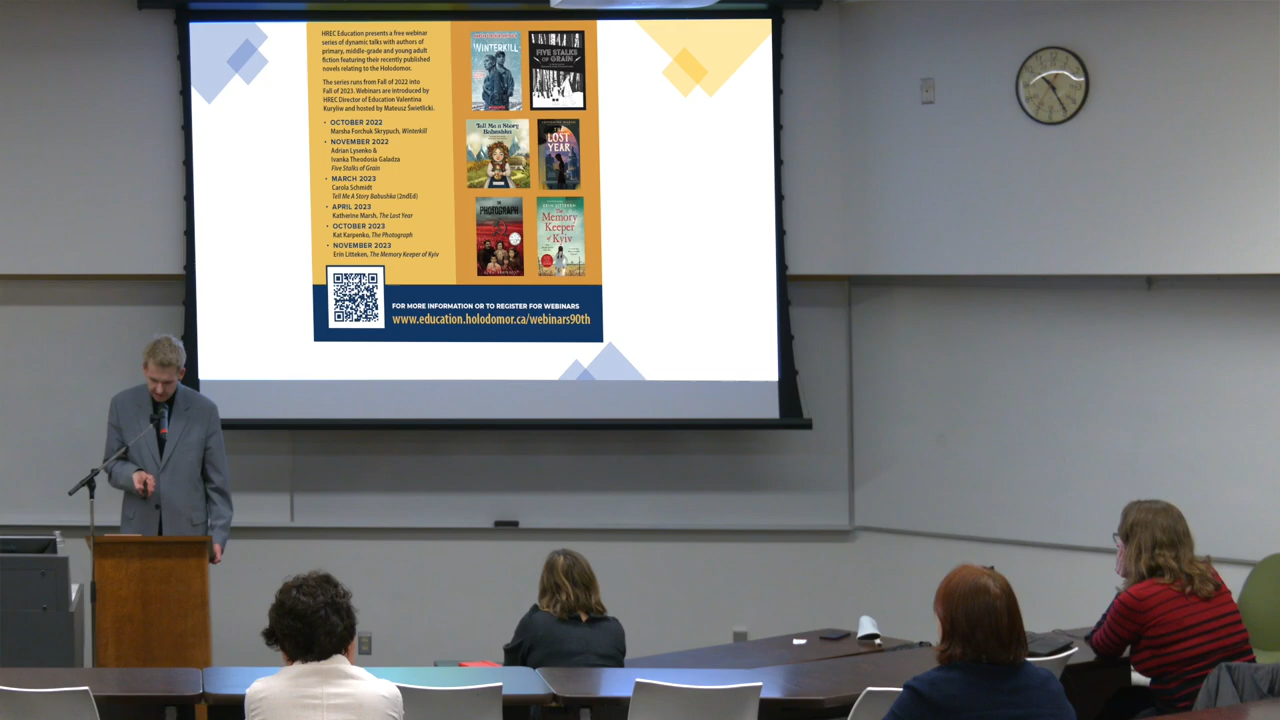 HREC Education presents a free webinar
series of dynamic talks with authors of
primary, middle-grade and young adult
fiction featuring their recently published
novels relating to the Holodomor.
The series runs from Fall of 2022 into
Fall of 2023. Webinars are introduced by
HREC Director of Education Valentina
Kuryliw and hosted by Mateusz Świetlicki.
• OCTOBER 2022
Marsha Forchuk Skrypuch, Winterkill
• NOVEMBER 2022
Adrian Lysenko &
Ivanka Theodosia Galadza
Five Stalks of Grain
• MARCH 2023
Carola Schmidt
Tell Me A Story Babushka (2ndEd)
• APRIL 2023
Katherine Marsh, The Lost Year
• OCTOBER 2023
Kat Karpenko, The Photograph
• NOVEMBER 2023
Erin Litteken, The Memory Keeper of Kyiv
WINTERKILL
FIVE STALKS
OF GRAIN
Tell Me a Story
Babushka
THE
LOST
YEAR
THE
PHOTOGRAPH
ERIN LITTEKEN
The
Memory
Keeper
of Kyiv
FOR MORE INFORMATION OR TO REGISTER FOR WEBINARS
www.education.holodomor.ca/webinars90th